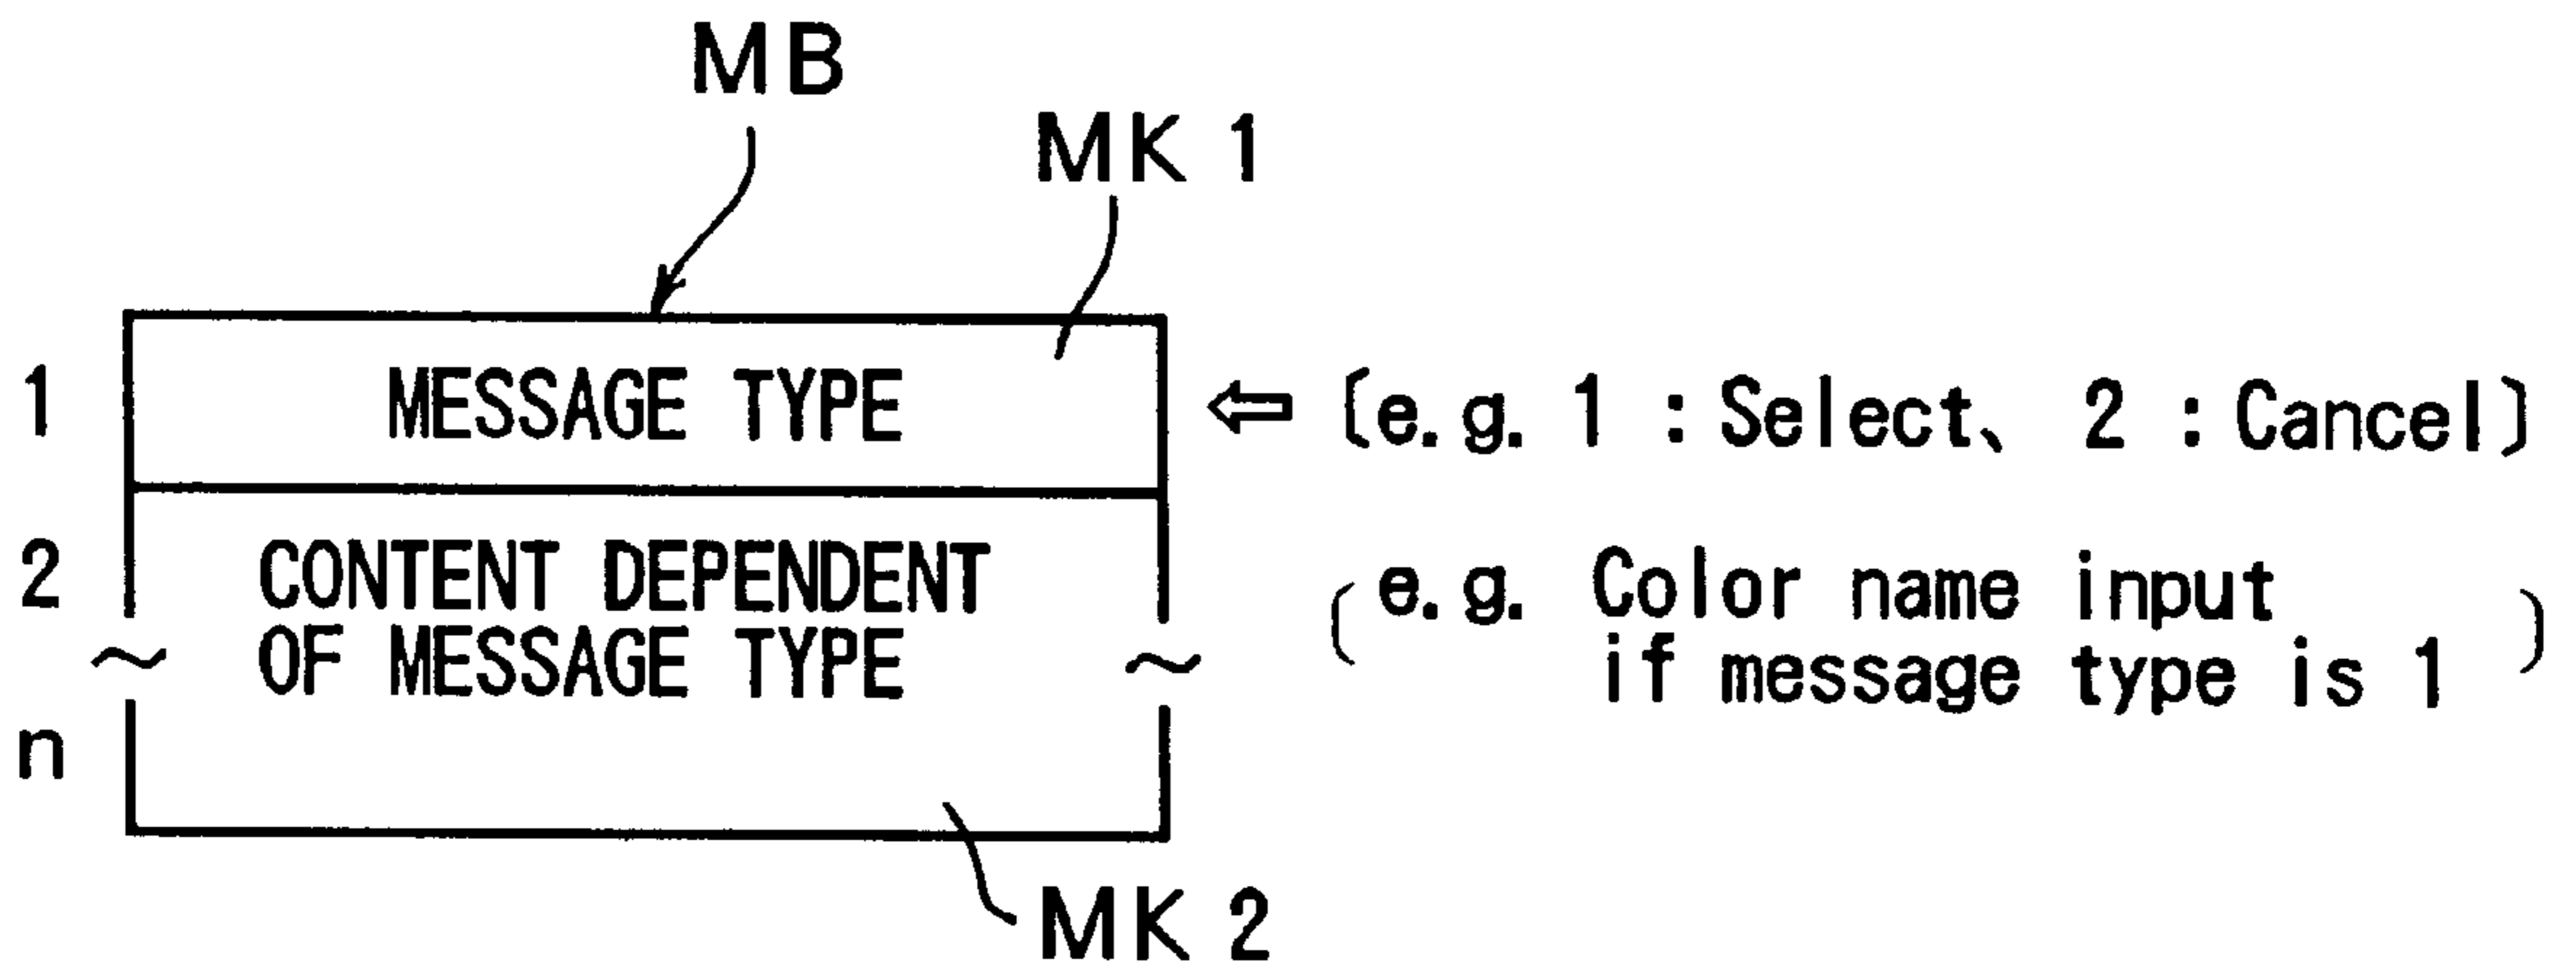 MB
MK 1
1 MESSAGE TYPE 〔e.g. 1 : Select、 2 : Cancel〕
2 CONTENT DEPENDENT
OF MESSAGE TYPE
n
(e.g. Color name input
if message type is 1)
MK 2